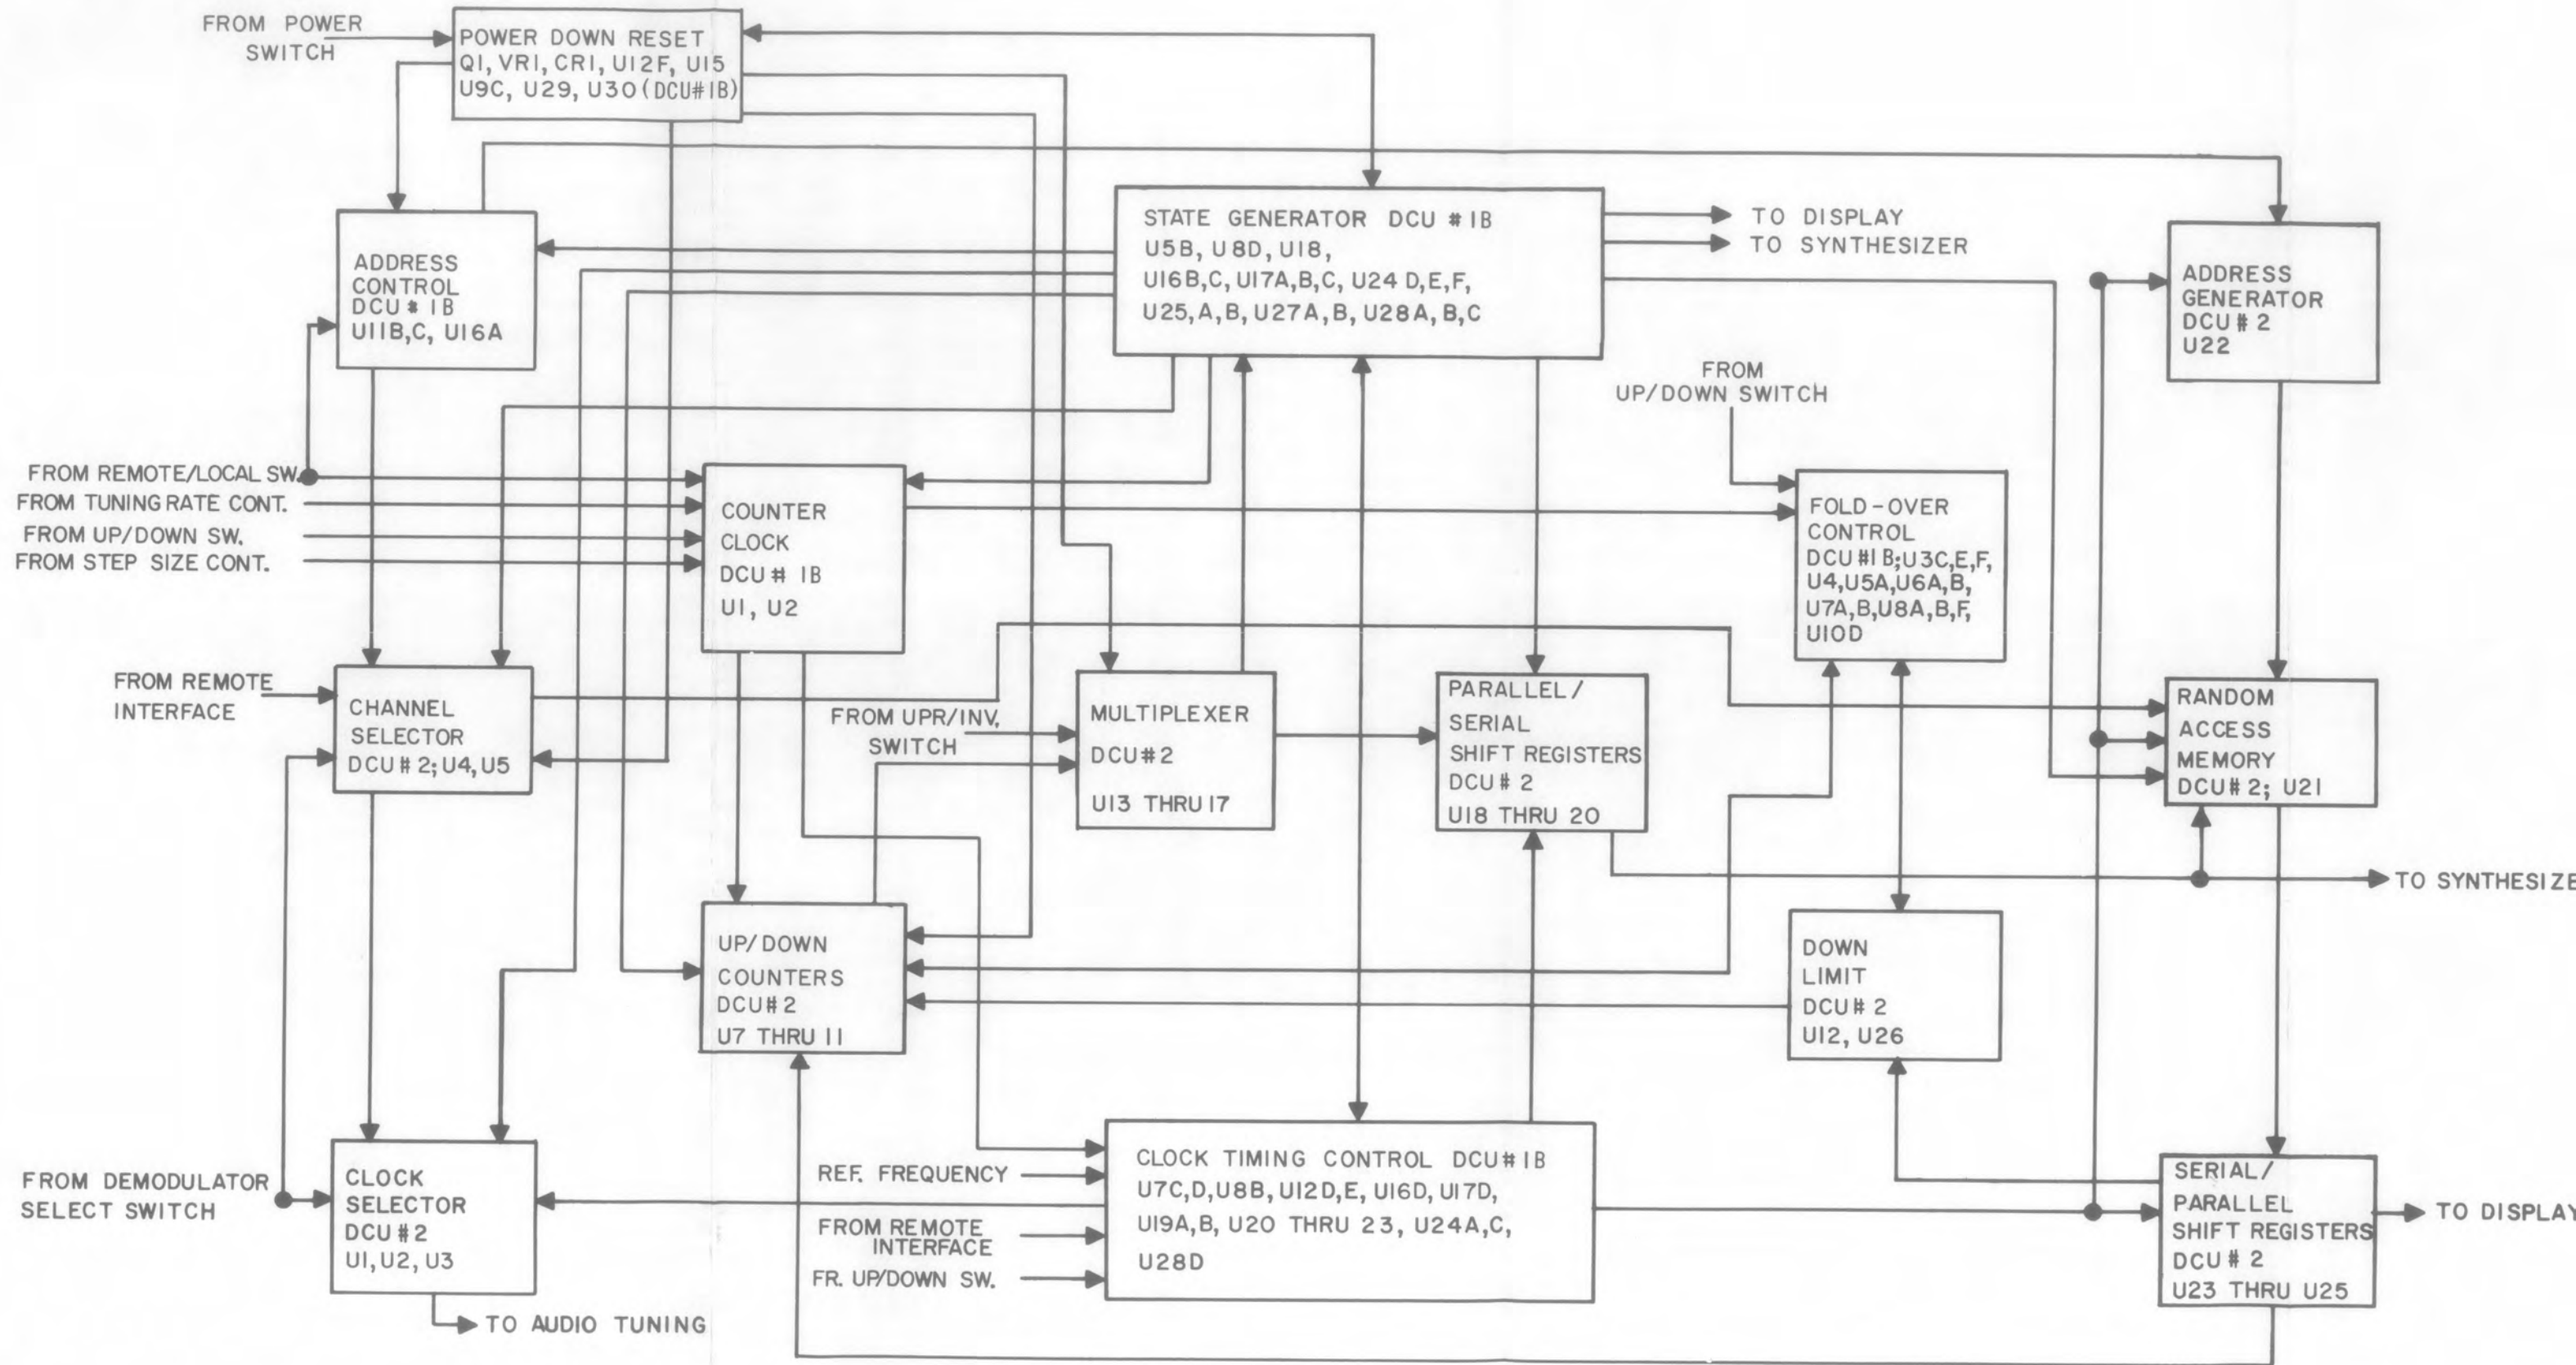 FROM POWER
SWITCH
POWER DOWN RESET
Q1, VR1, CR1, U12F, U15
U9C, U29, U30 (DCU#1B)
STATE GENERATOR DCU #1B
U5B, U8D, U18,
U16B,C, U17A,B,C, U24 D,E,F,
U25,A,B, U27A,B, U28A,B,C
TO DISPLAY
TO SYNTHESIZER
ADDRESS
CONTROL
DCU # 1B
U11B,C, U16A
ADDRESS
GENERATOR
DCU # 2
U22
FROM
UP/DOWN SWITCH
FROM REMOTE/LOCAL SW.
FROM TUNING RATE CONT.
FROM UP/DOWN SW.
FROM STEP SIZE CONT.
COUNTER
CLOCK
DCU # 1B
U1, U2
FOLD-OVER
CONTROL
DCU #1B;U3C,E,F,
U4,U5A,U6A,B,
U7A,B,U8A,B,F,
U10D
FROM REMOTE
INTERFACE
CHANNEL
SELECTOR
DCU # 2; U4, U5
FROM UPR/INV.
SWITCH
MULTIPLEXER
DCU#2
U13 THRU 17
PARALLEL/
SERIAL
SHIFT REGISTERS
DCU # 2
U18 THRU 20
RANDOM
ACCESS
MEMORY
DCU# 2; U21
TO SYNTHESIZE
UP/DOWN
COUNTERS
DCU# 2
U7 THRU 11
DOWN
LIMIT
DCU # 2
U12, U26
FROM DEMODULATOR
SELECT SWITCH
CLOCK
SELECTOR
DCU #2
U1, U2, U3
TO AUDIO TUNING
REF. FREQUENCY
FROM REMOTE
INTERFACE
FR. UP/DOWN SW.
CLOCK TIMING CONTROL DCU#1B
U7C,D,U8B,U12D,E,U16D,U17D,
U19A,B, U20 THRU 23, U24A,C,
U28D
SERIAL/
PARALLEL
SHIFT REGISTERS
DCU # 2
U23 THRU U25
TO DISPLAY